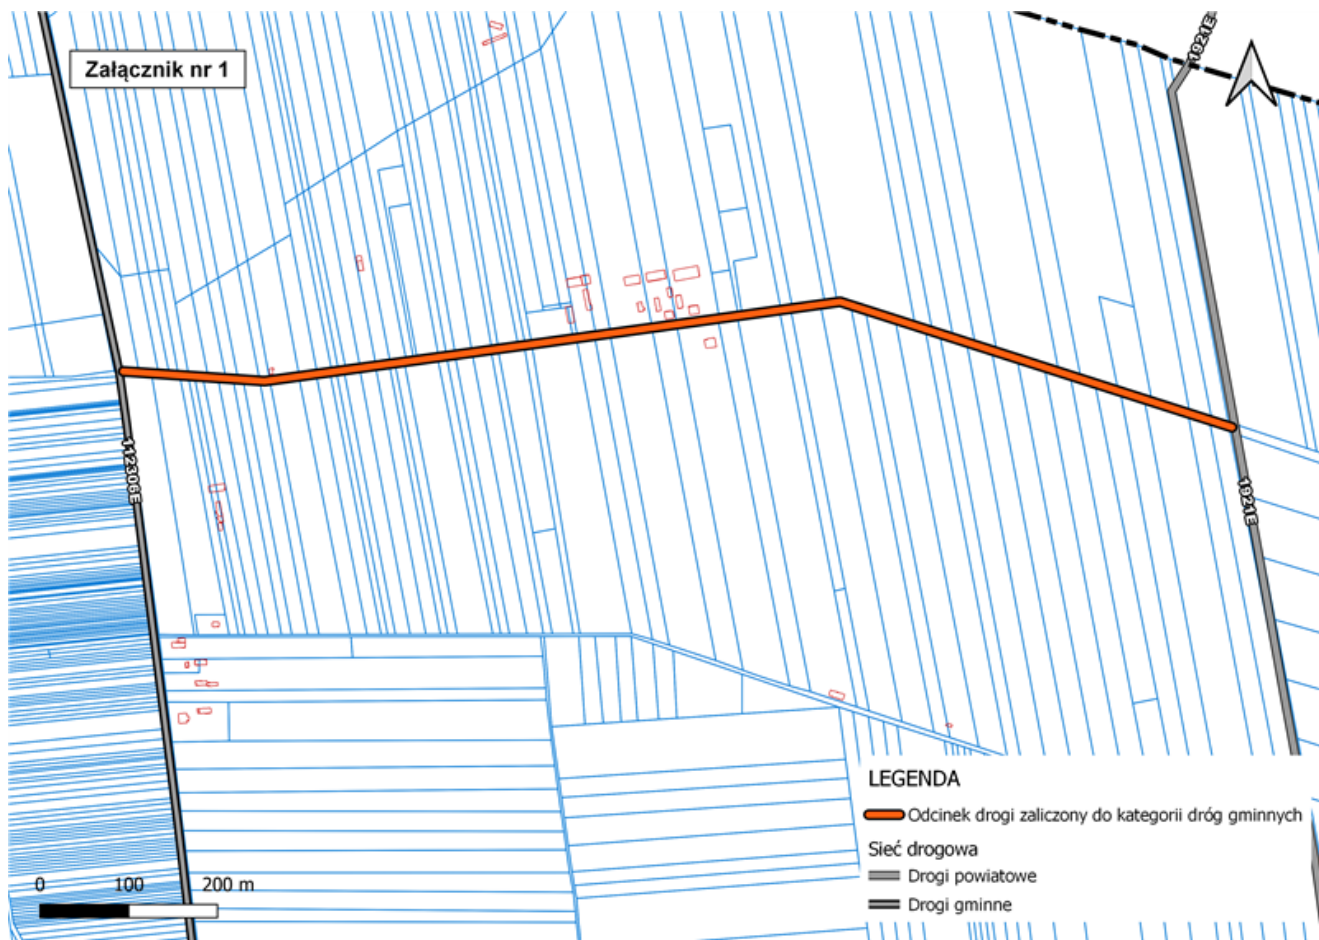 1921E
Załącznik nr 1
112306E
1921E
LEGENDA
Odcinek drogi zaliczony do kategorii dróg gminnych
Sieć drogowa
Drogi powiatowe
Drogi gminne
0 100 200 m